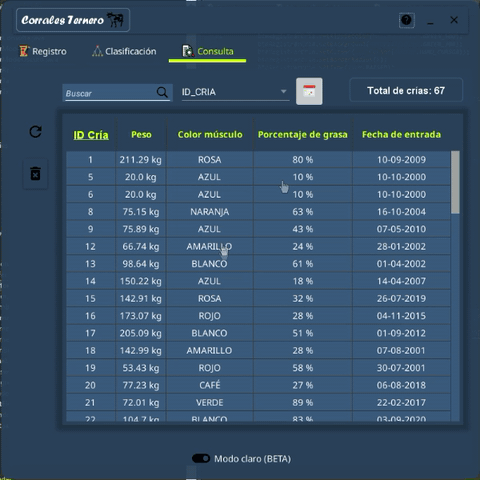 Corrales Ternero
Registro Clasificación Consulta
Buscar ID_CRIA Total de crías: 67
ID Cría Peso Color músculo Porcentaje de grasa Fecha de entrada
1 211.29 kg ROSA 80 % 10-09-2009
5 20.0 kg AZUL 10 % 10-10-2000
6 20.0 kg AZUL 10 % 10-10-2000
8 75.15 kg NARANJA 63 % 16-10-2004
9 75.89 kg AZUL 43 % 07-05-2010
12 66.74 kg AMARILLO 24 % 28-01-2002
13 98.64 kg BLANCO 61 % 01-04-2002
14 150.22 kg AZUL 18 % 14-04-2007
15 142.91 kg ROSA 32 % 26-07-2019
16 173.07 kg ROJO 28 % 04-11-2015
17 205.09 kg BLANCO 51 % 01-09-2012
18 142.99 kg AMARILLO 28 % 07-08-2001
19 53.43 kg ROJO 58 % 30-07-2001
20 77.23 kg CAFÉ 27 % 06-08-2018
21 72.01 kg VERDE 89 % 22-02-2017
22 104.7 kg BLANCO 83 % 03-09-2020
Modo claro (BETA)